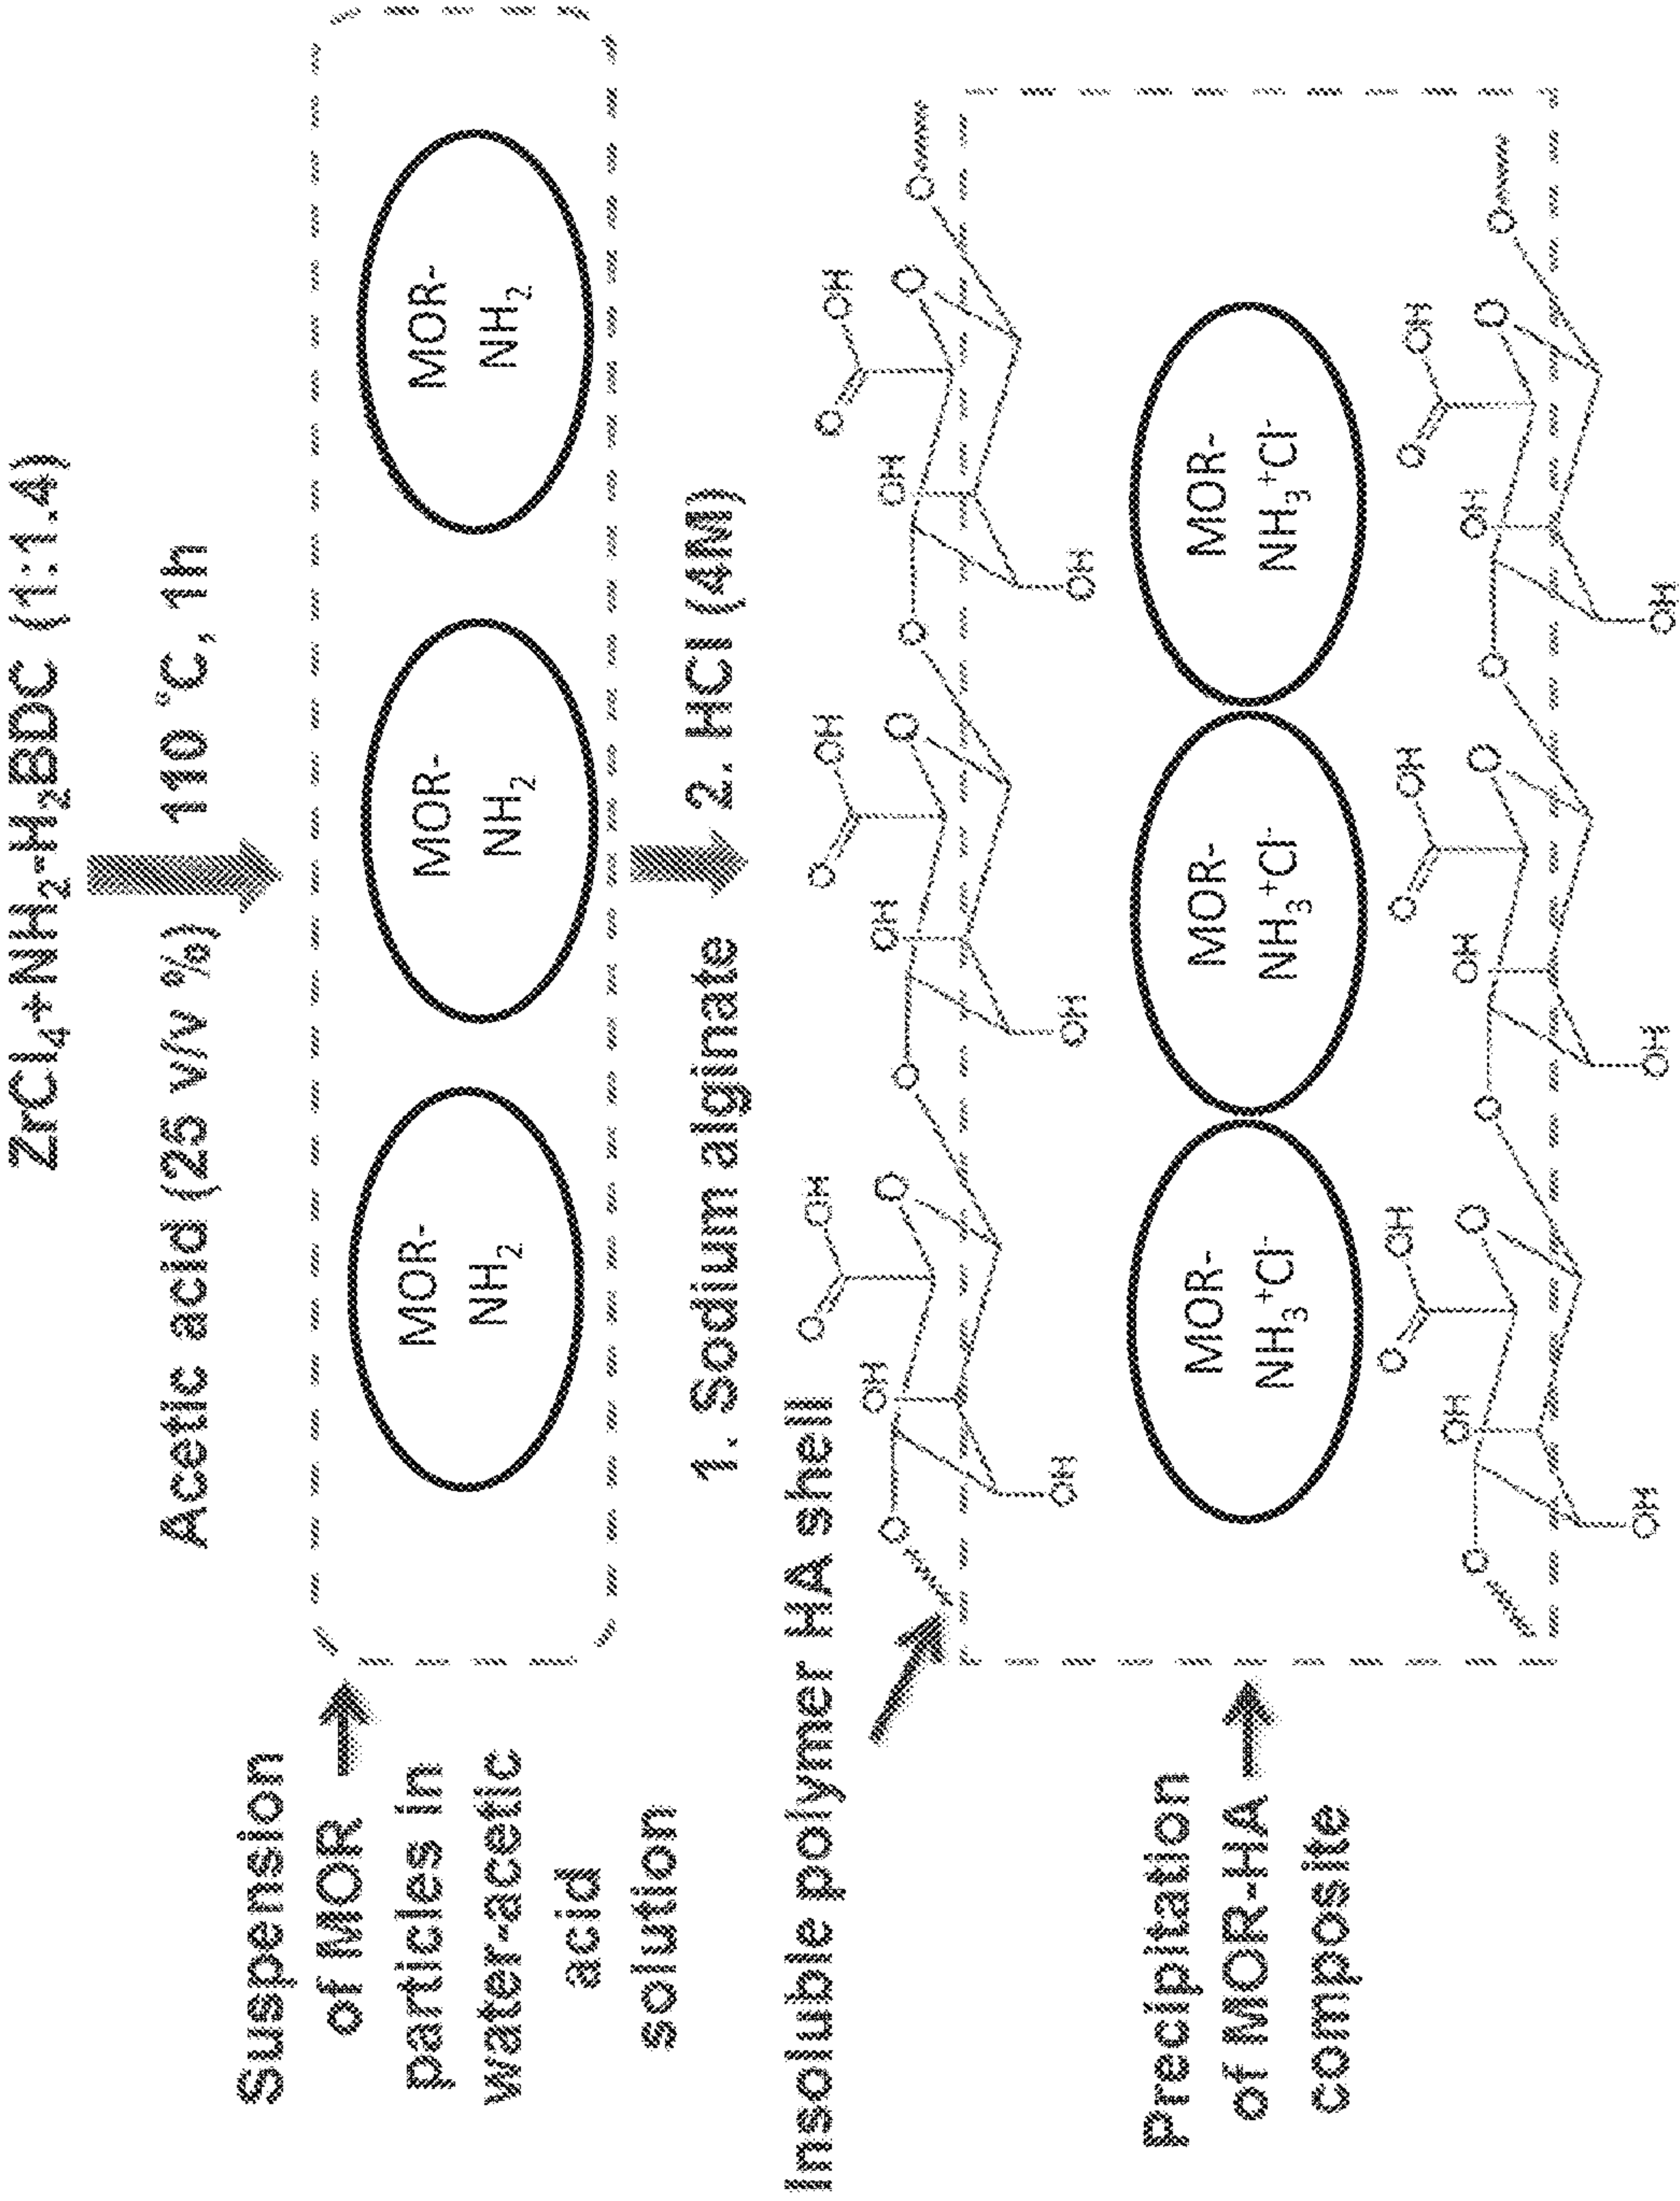 ZrCl₄+NH₂-H₂BDC (1:1.4)
Acetic acid (25 v/v %)
110 °C, 1h
Suspension
of MOR
particles in
water-acetic
acid
solution
MOR-
NH₂
MOR-
NH₂
MOR-
NH₂
1. Sodium alginate
2. HCl (4M)
Insoluble polymer HA shell
O
O
OH
OH
O
OH
O
O
O
OH
OH
O
OH
O
O
O
OH
OH
O
OH
O
O
Precipitation
of MOR-HA
composite
MOR-
NH₃⁺Cl⁻
MOR-
NH₃⁺Cl⁻
MOR-
NH₃⁺Cl⁻
O
O
OH
OH
O
OH
O
O
O
OH
OH
O
OH
O
O
O
OH
OH
O
OH
O
O